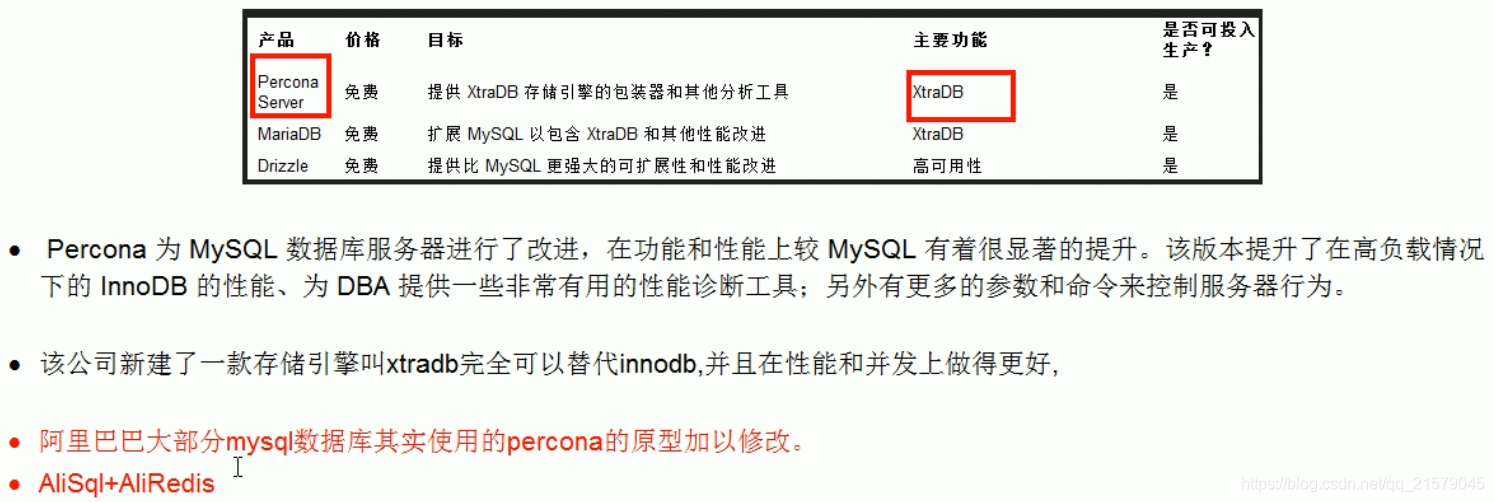 产品 价格 目标 主要功能 是否可投入
生产?
Percona
Server 免费 提供 XtraDB 存储引擎的包装器和其他分析工具 XtraDB 是
MariaDB 免费 扩展 MySQL 以包含 XtraDB 和其他性能改进 XtraDB 是
Drizzle 免费 提供比 MySQL 更强大的可扩展性和性能改进 高可用性 是
● Percona 为 MySQL 数据库服务器进行了改进，在功能和性能上较 MySQL 有着很显著的提升。该版本提升了在高负载情况
下的 InnoDB 的性能、为 DBA 提供一些非常有用的性能诊断工具；另外有更多的参数和命令来控制服务器行为。
● 该公司新建了一款存储引擎叫xtradb完全可以替代innodb,并且在性能和并发上做得更好,
● 阿里巴巴大部分mysql数据库其实使用的percona的原型加以修改。
● AliSql+AliRedis
https://blog.csdn.net/qq_21579045